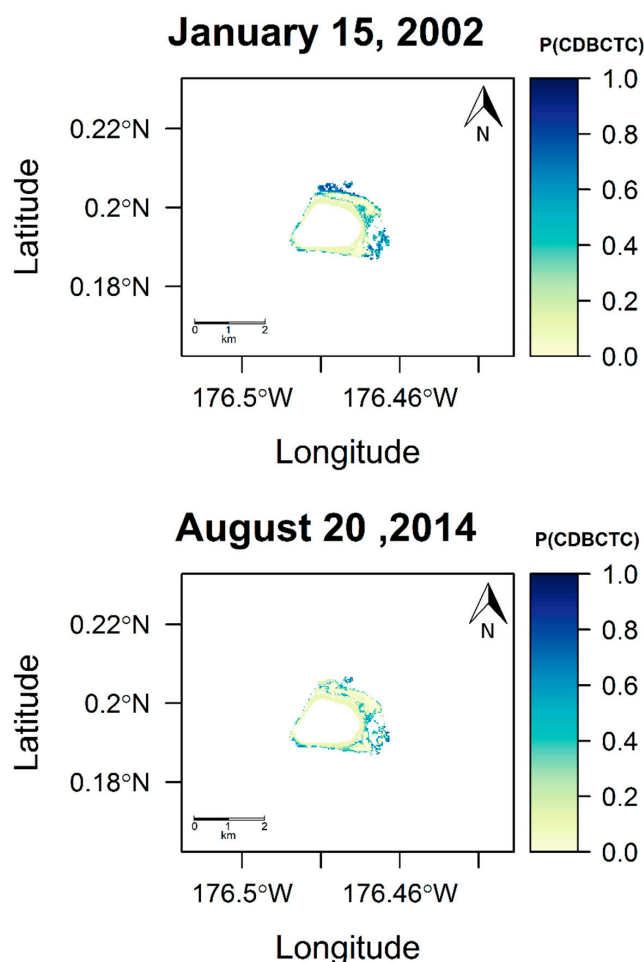 January 15, 2002
P(CDBCTC)
1.0
0.8
0.6
0.4
0.2
0.0
N
Latitude
0.22°N
0.2°N
0.18°N
0 1 2
km
176.5°W 176.46°W
Longitude
August 20 ,2014
P(CDBCTC)
1.0
0.8
0.6
0.4
0.2
0.0
N
Latitude
0.22°N
0.2°N
0.18°N
0 1 2
km
176.5°W 176.46°W
Longitude